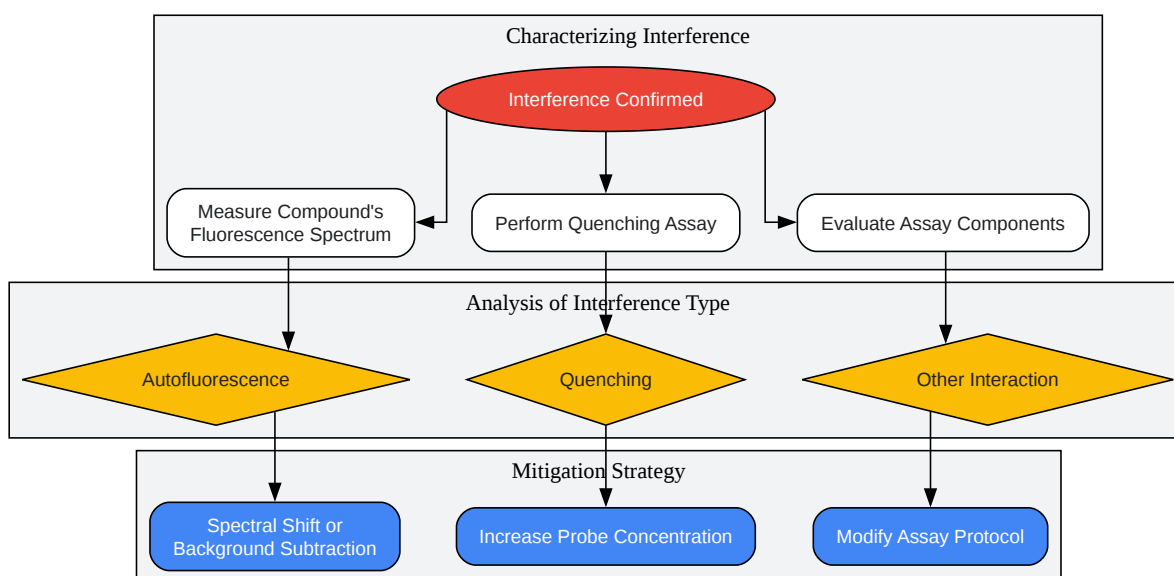 Characterizing Interference
Interference Confirmed
Measure Compound's
Fluorescence Spectrum
Perform Quenching Assay
Evaluate Assay Components
Analysis of Interference Type
Autofluorescence
Quenching
Other Interaction
Mitigation Strategy
Spectral Shift or
Background Subtraction
Increase Probe Concentration
Modify Assay Protocol